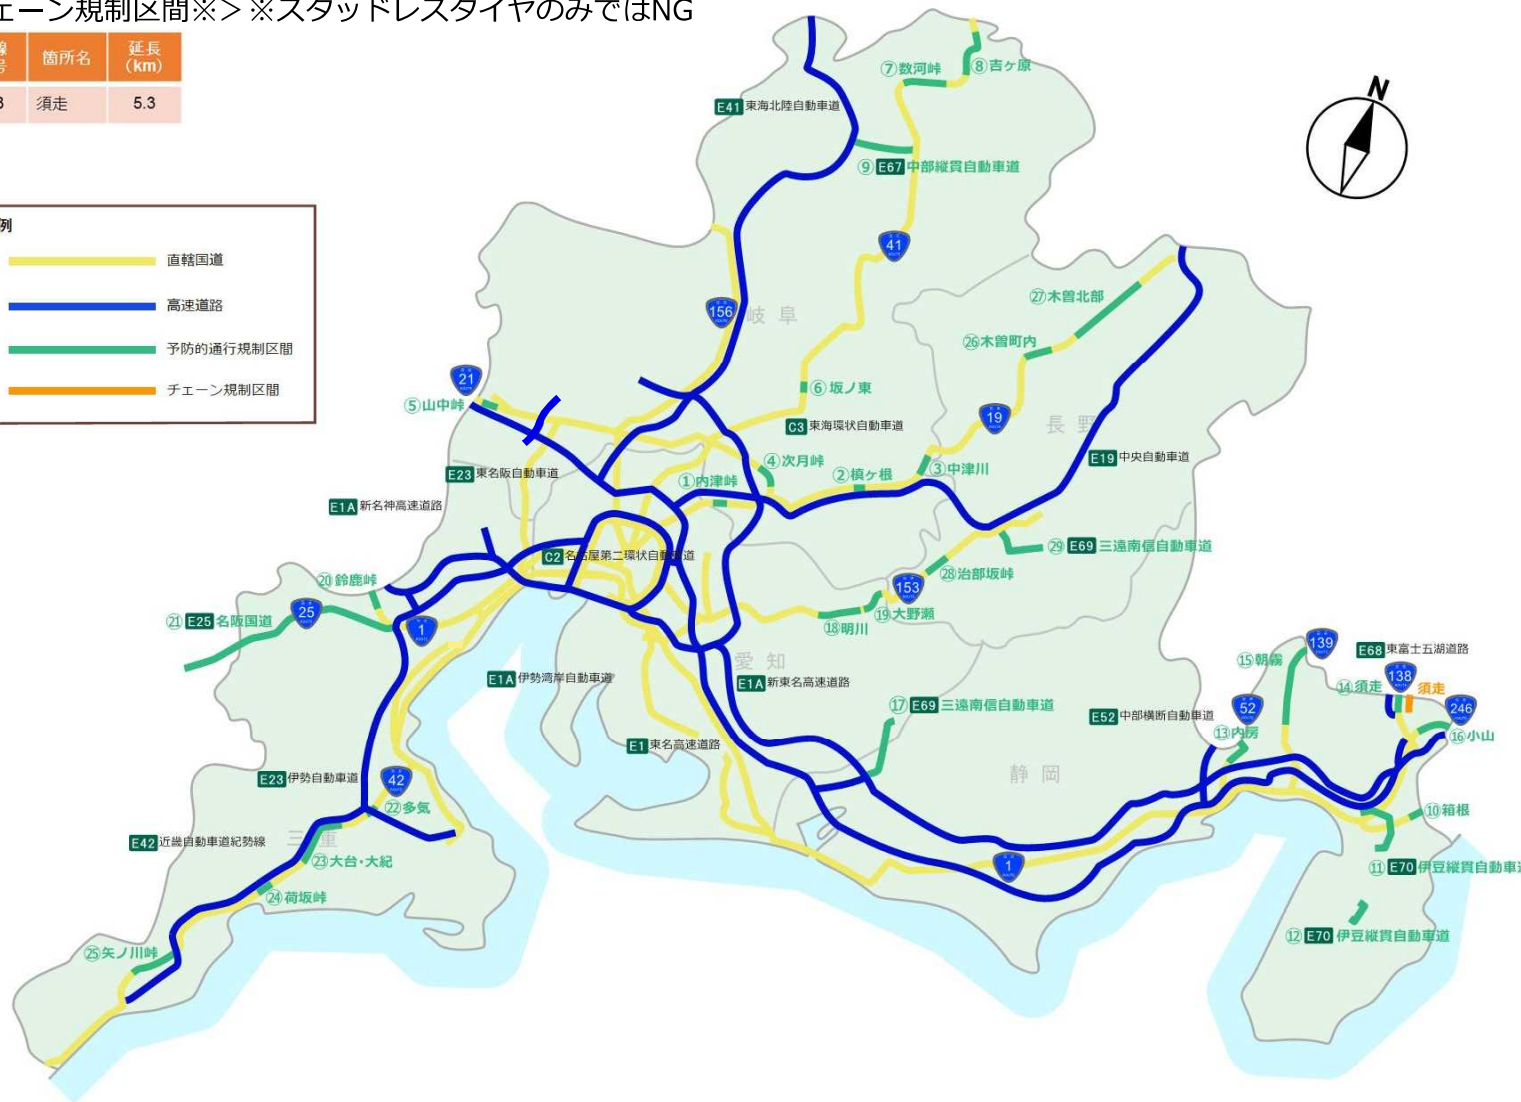 ェーン規制区間※＞※スタッドレスタイヤのみではNG
線 箇所名 延長
号 (km)
須走 5.3
例
直轄国道
高速道路
予防的通行規制区間
チェーン規制区間
N
⑦数河峠
⑧吉ヶ原
E41 東海北陸自動車道
⑨ E67 中部縦貫自動車道
41
156
岐阜
㉗木曽北部
㉖木曽町内
21
⑤山中峠
⑥坂ノ東
19
長野
C3 東海環状自動車道
E19 中央自動車道
E23 東名阪自動車道
④次月峠
①内津峠
②槙ヶ根
③中津川
E1A 新名神高速道路
C2 名古屋第二環状自動車道
㉙ E69 三遠南信自動車道
㉘治部坂峠
⑳鈴鹿峠
153
㉑ E25 名阪国道
25
1
⑲大野瀬
⑱明川
愛知
E1A 伊勢湾岸自動車道
E1A 新東名高速道路
139
⑮朝霧
E68 東富士五湖道路
138
⑭須走
須走
⑰ E69 三遠南信自動車道
E52 中部横断自動車道
52
246
⑬内房
⑯小山
E1 東名高速道路
静岡
E23 伊勢自動車道
42
㉒多気
⑩箱根
E42 近畿自動車道紀勢線
三重
㉓大台・大紀
1
⑪ E70 伊豆縦貫自動車道
㉔荷坂峠
⑫ E70 伊豆縦貫自動車道
㉕矢ノ川峠